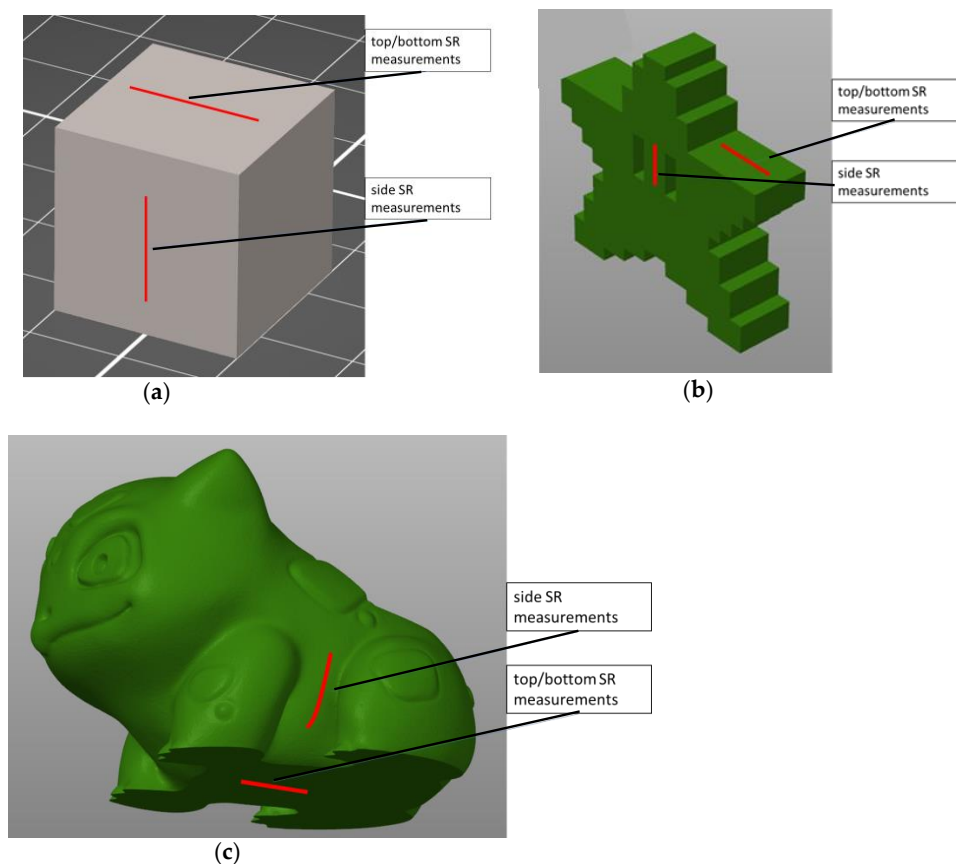 top/bottom SR
measurements
side SR
measurements
(a)
top/bottom SR
measurements
side SR
measurements
(b)
side SR
measurements
top/bottom SR
measurements
(c)